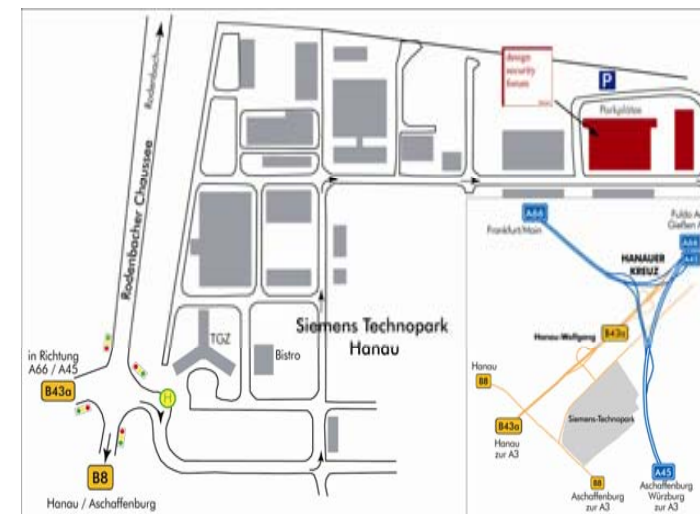 Rodenbach
Rodenbacher Chaussee
design
security
forum
P
Parkplätze
Siemens Technopark
Hanau
TGZ
Bistro
in Richtung
A66 / A45
B43a
H
B8
Hanau / Aschaffenburg
A66
Frankfurt/Main
Fulda
Gießen
A66
A45
HANAUER
KREUZ
B43a
Hanau-Wolfgang
Hanau
B8
Siemens-Technopark
B43a
Hanau
zur A3
B8
Aschaffenburg
zur A3
A45
Aschaffenburg
Würzburg
zur A3